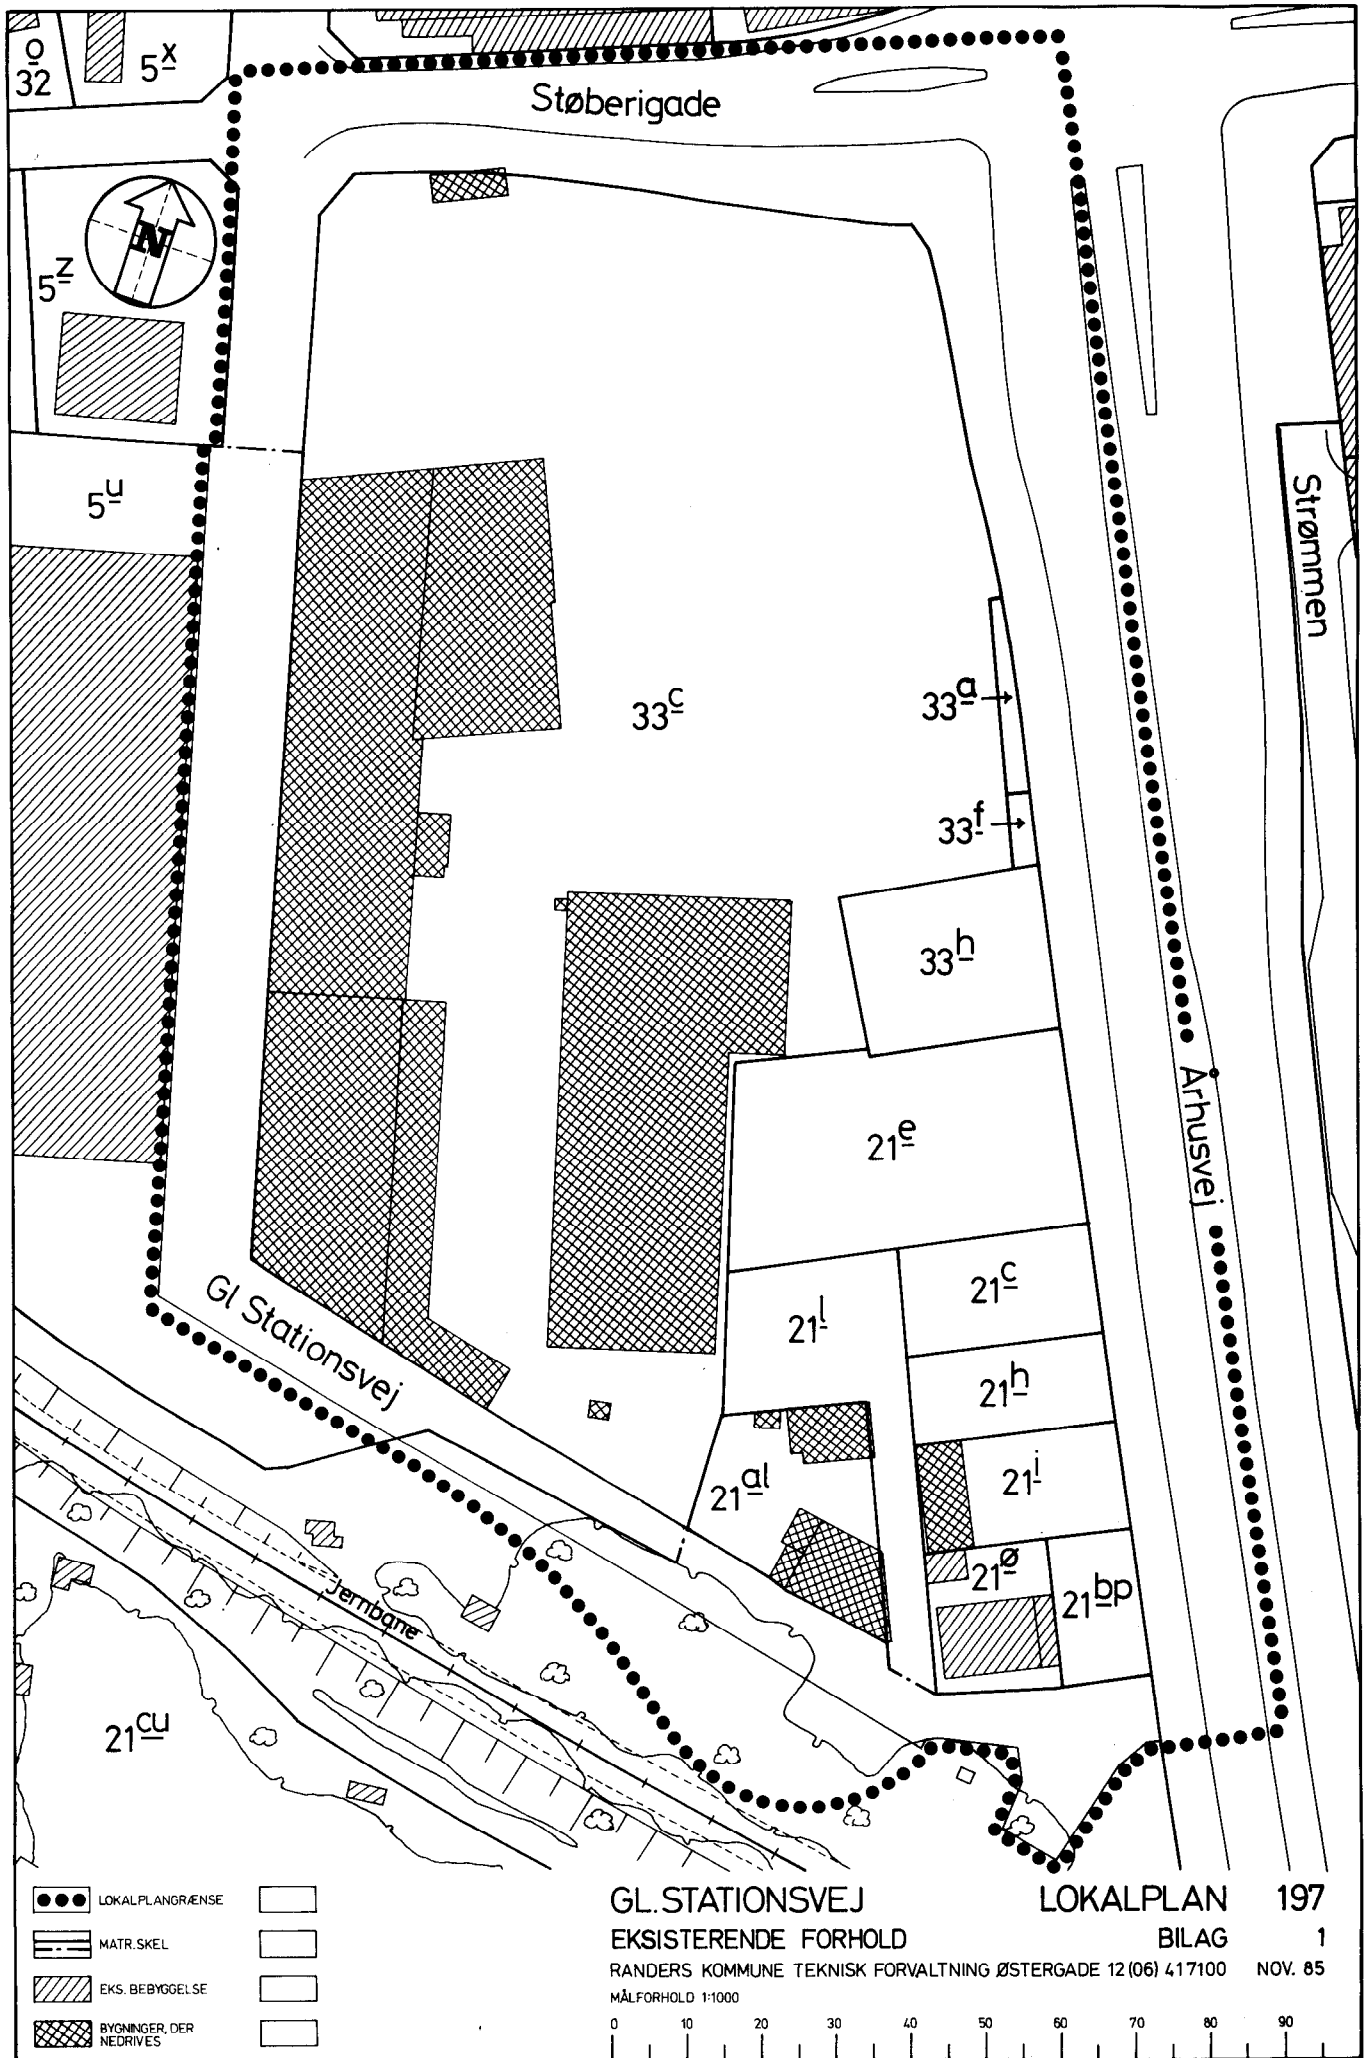 o
32
5x
Støberigade
N
5z
5u
Strømmen
33c
33a
33f
33h
Århusvej
21e
21c
21l
21h
Gl Stationsvej
21i
21al
21ø
21bp
Jernbane
21cu
LOKALPLANGRÆNSE
MATR.SKEL
EKS. BEBYGGELSE
BYGNINGER, DER
NEDRIVES
GL.STATIONSVEJ LOKALPLAN 197
EKSISTERENDE FORHOLD BILAG 1
RANDERS KOMMUNE TEKNISK FORVALTNING ØSTERGADE 12 (06) 417100 NOV. 85
MÅLFORHOLD 1:1000
0 10 20 30 40 50 60 70 80 90